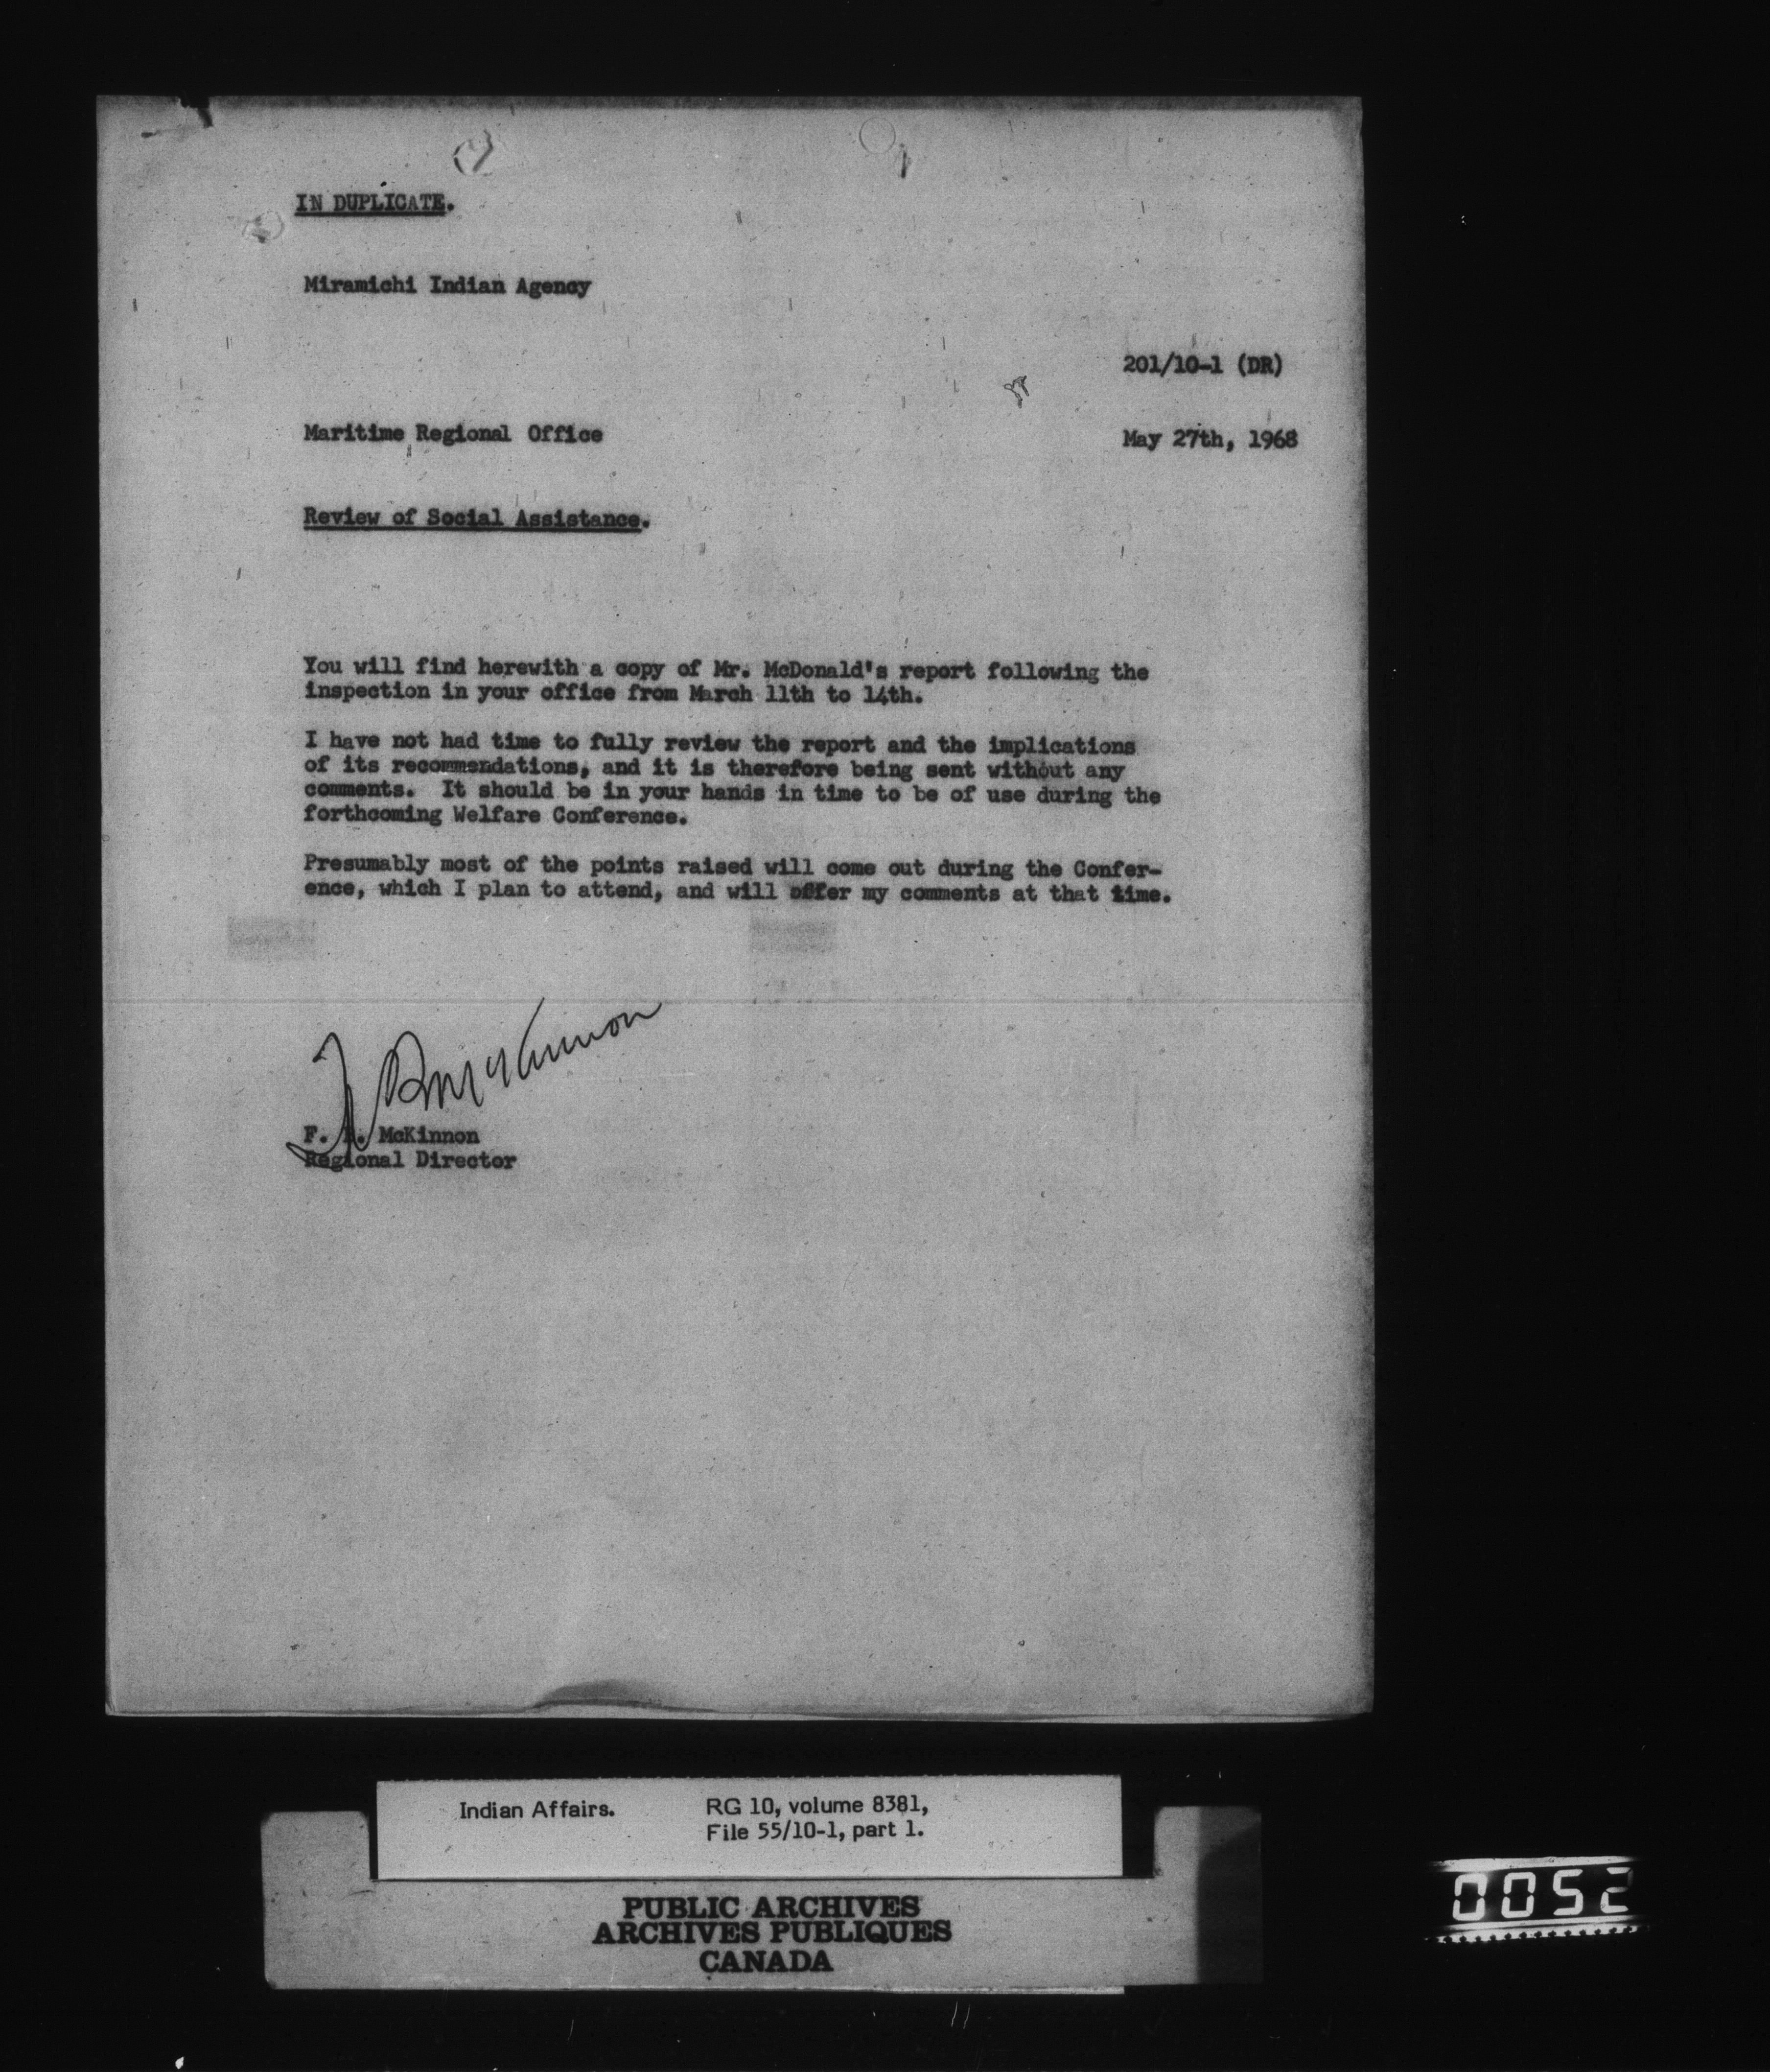 IN DUPLICATE.
Miramichi Indian Agency
201/10-1 (DR)
Maritime Regional Office
May 27th, 1968
Review of Social Assistance.
You will find herewith a copy of Mr. McDonald's report following the
inspection in your office from March 11th to 14th.
I have not had time to fully review the report and the implications
of its recommendations, and it is therefore being sent without any
comments. It should be in your hands in time to be of use during the
forthcoming Welfare Conference.
Presumably most of the points raised will come out during the Confer-
ence, which I plan to attend, and will offer my comments at that time.
F. B. McKinnon
F. B. McKinnon
Regional Director
Indian Affairs.
RG 10, volume 8381,
File 55/10-1, part 1.
PUBLIC ARCHIVES
ARCHIVES PUBLIQUES
CANADA
0052